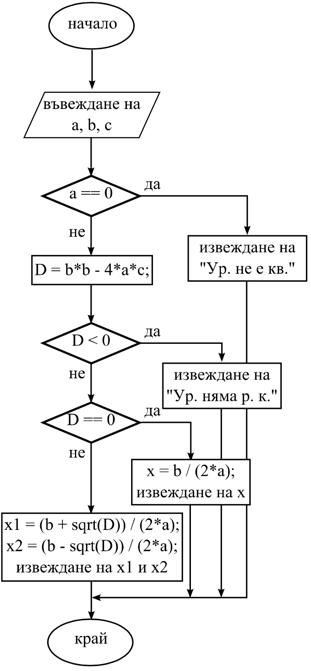 начало
въвеждане на
a, b, c
a == 0
да
не
извеждане на
"Ур. не е кв."
D = b*b - 4*a*c;
D < 0
да
не
извеждане на
"Ур. няма р. к."
D == 0
да
не
x = b / (2*a);
извеждане на x
x1 = (b + sqrt(D)) / (2*a);
x2 = (b - sqrt(D)) / (2*a);
извеждане на x1 и x2
край